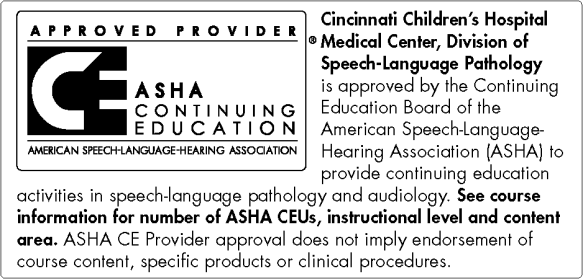 APPROVED PROVIDER
CE
ASHA
CONTINUING
EDUCATION
AMERICAN SPEECH-LANGUAGE-HEARING ASSOCIATION
®
Cincinnati Children's Hospital
Medical Center, Division of
Speech-Language Pathology
is approved by the Continuing
Education Board of the
American Speech-Language-
Hearing Association (ASHA) to
provide continuing education
activities in speech-language pathology and audiology. See course
information for number of ASHA CEUs, instructional level and content
area. ASHA CE Provider approval does not imply endorsement of
course content, specific products or clinical procedures.